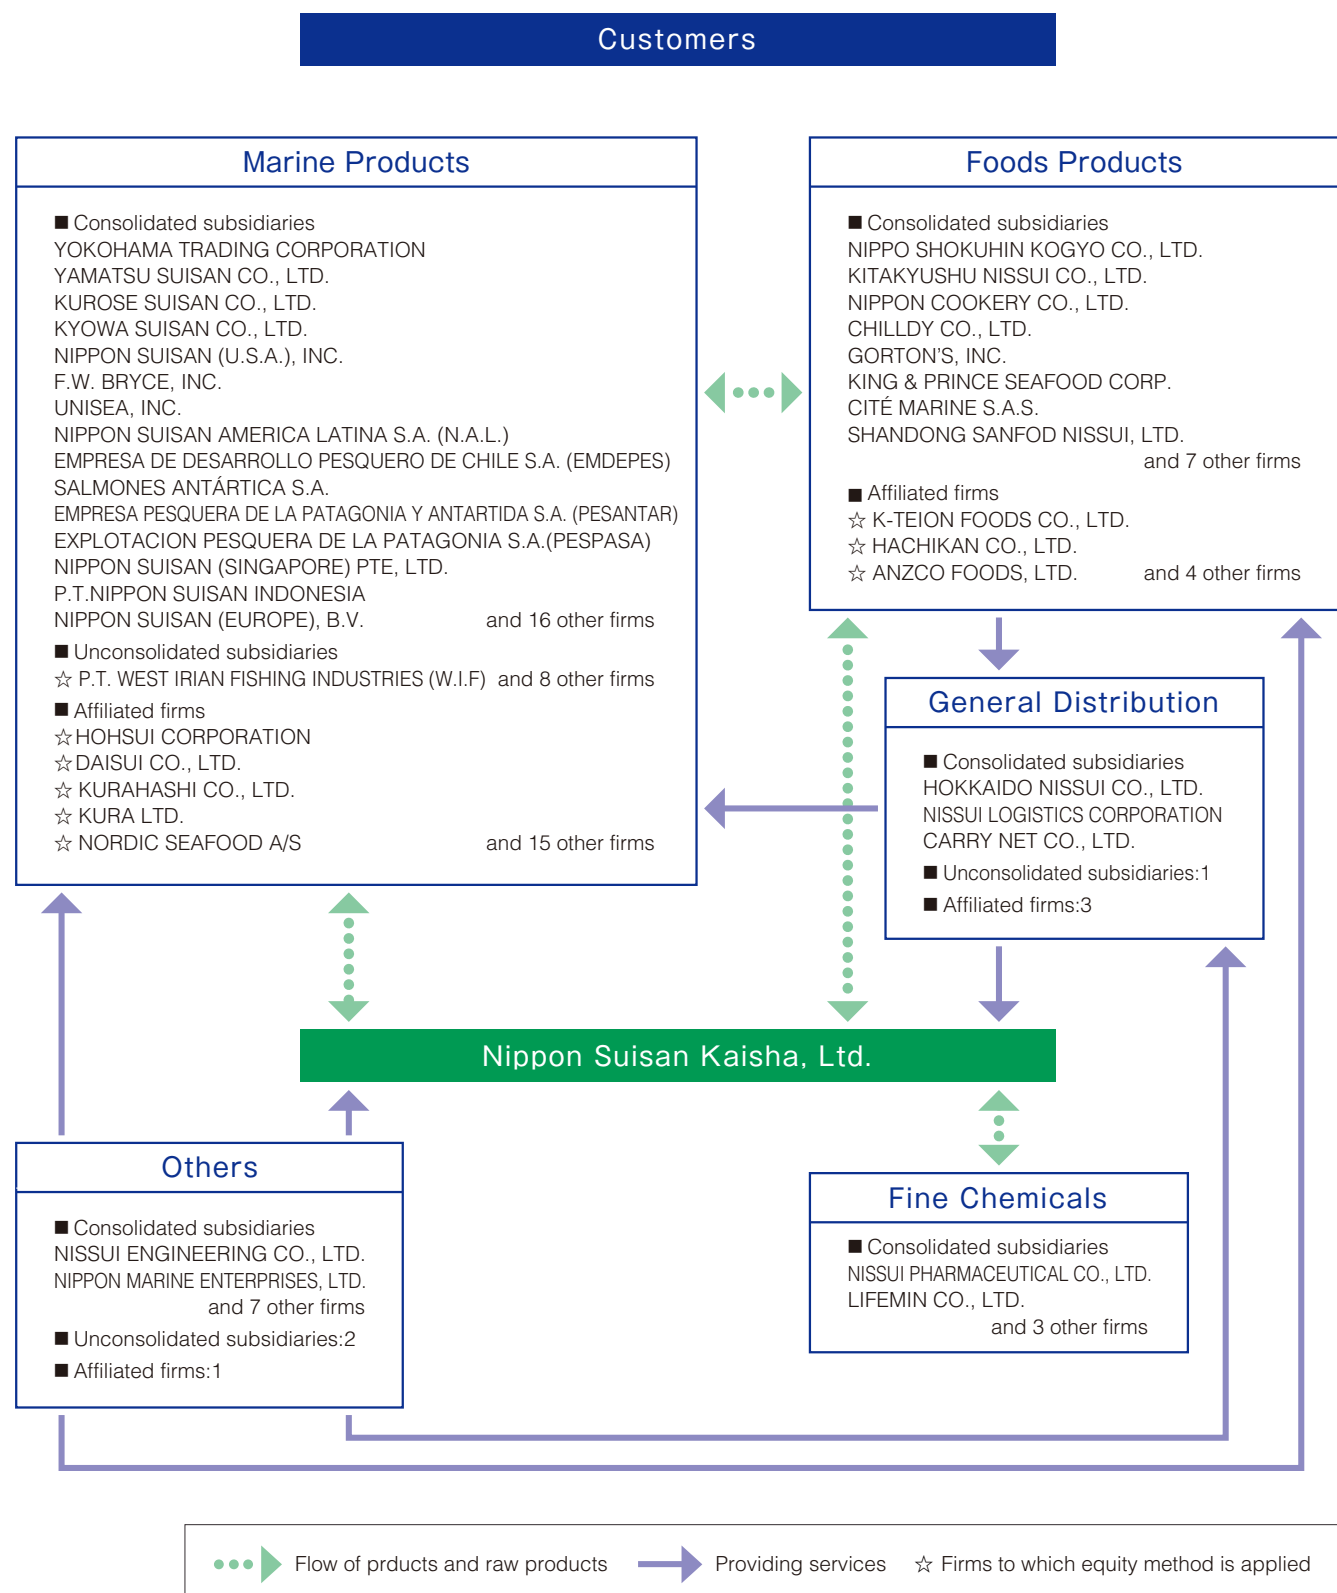 Customers
Marine Products
■ Consolidated subsidiaries
YOKOHAMA TRADING CORPORATION
YAMATSU SUISAN CO., LTD.
KUROSE SUISAN CO., LTD.
KYOWA SUISAN CO., LTD.
NIPPON SUISAN (U.S.A.), INC.
F.W. BRYCE, INC.
UNISEA, INC.
NIPPON SUISAN AMERICA LATINA S.A. (N.A.L.)
EMPRESA DE DESARROLLO PESQUERO DE CHILE S.A. (EMDEPES)
SALMONES ANTÁRTICA S.A.
EMPRESA PESQUERA DE LA PATAGONIA Y ANTARTIDA S.A. (PESANTAR)
EXPLOTACION PESQUERA DE LA PATAGONIA S.A.(PESPASA)
NIPPON SUISAN (SINGAPORE) PTE, LTD.
P.T.NIPPON SUISAN INDONESIA
NIPPON SUISAN (EUROPE), B.V. and 16 other firms
■ Unconsolidated subsidiaries
☆ P.T. WEST IRIAN FISHING INDUSTRIES (W.I.F) and 8 other firms
■ Affiliated firms
☆ HOHSUI CORPORATION
☆ DAISUI CO., LTD.
☆ KURAHASHI CO., LTD.
☆ KURA LTD.
☆ NORDIC SEAFOOD A/S and 15 other firms
Foods Products
■ Consolidated subsidiaries
NIPPO SHOKUHIN KOGYO CO., LTD.
KITAKYUSHU NISSUI CO., LTD.
NIPPON COOKERY CO., LTD.
CHILLDY CO., LTD.
GORTON'S, INC.
KING & PRINCE SEAFOOD CORP.
CITÉ MARINE S.A.S.
SHANDONG SANFOD NISSUI, LTD.
and 7 other firms
■ Affiliated firms
☆ K-TEION FOODS CO., LTD.
☆ HACHIKAN CO., LTD.
☆ ANZCO FOODS, LTD. and 4 other firms
General Distribution
■ Consolidated subsidiaries
HOKKAIDO NISSUI CO., LTD.
NISSUI LOGISTICS CORPORATION
CARRY NET CO., LTD.
■ Unconsolidated subsidiaries:1
■ Affiliated firms:3
Nippon Suisan Kaisha, Ltd.
Others
■ Consolidated subsidiaries
NISSUI ENGINEERING CO., LTD.
NIPPON MARINE ENTERPRISES, LTD.
and 7 other firms
■ Unconsolidated subsidiaries:2
■ Affiliated firms:1
Fine Chemicals
■ Consolidated subsidiaries
NISSUI PHARMACEUTICAL CO., LTD.
LIFEMIN CO., LTD.
and 3 other firms
Flow of prducts and raw products Providing services ☆ Firms to which equity method is applied